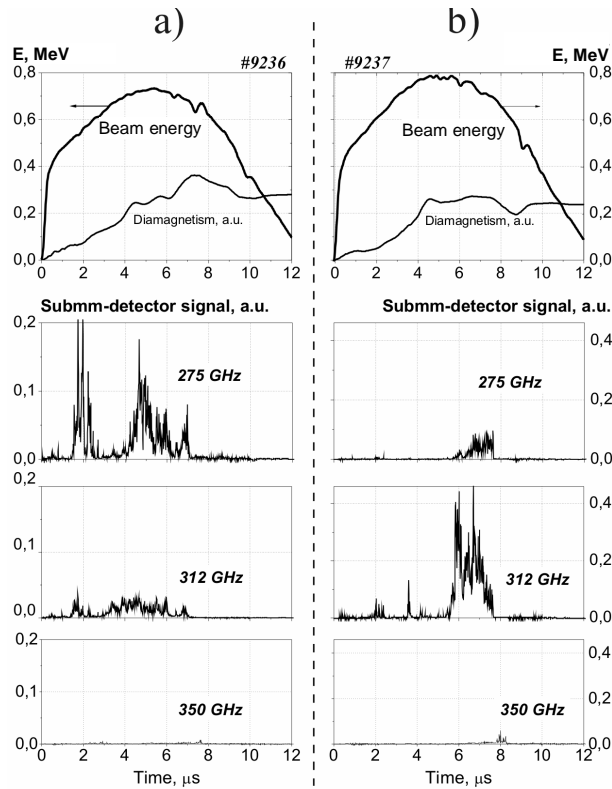 a)
b)
E, MeV
#9236
#9237
E, MeV
0,8
0,6
0,4
0,2
0
0 2 4 6 8 10 12
Beam energy
Diamagnetism, a.u.
0,8
0,6
0,4
0,2
0,0
0 2 4 6 8 10 12
Beam energy
Diamagnetism, a.u.
Submm-detector signal, a.u.
Submm-detector signal, a.u.
0,2
0,1
0,0
275 GHz
0,4
0,2
0,0
275 GHz
0,2
0,1
0,0
312 GHz
0,4
0,2
0,0
312 GHz
0,2
0,1
0,0
350 GHz
0,4
0,2
0,0
350 GHz
0 2 4 6 8 10 12
0 2 4 6 8 10 12
Time, μs
Time, μs